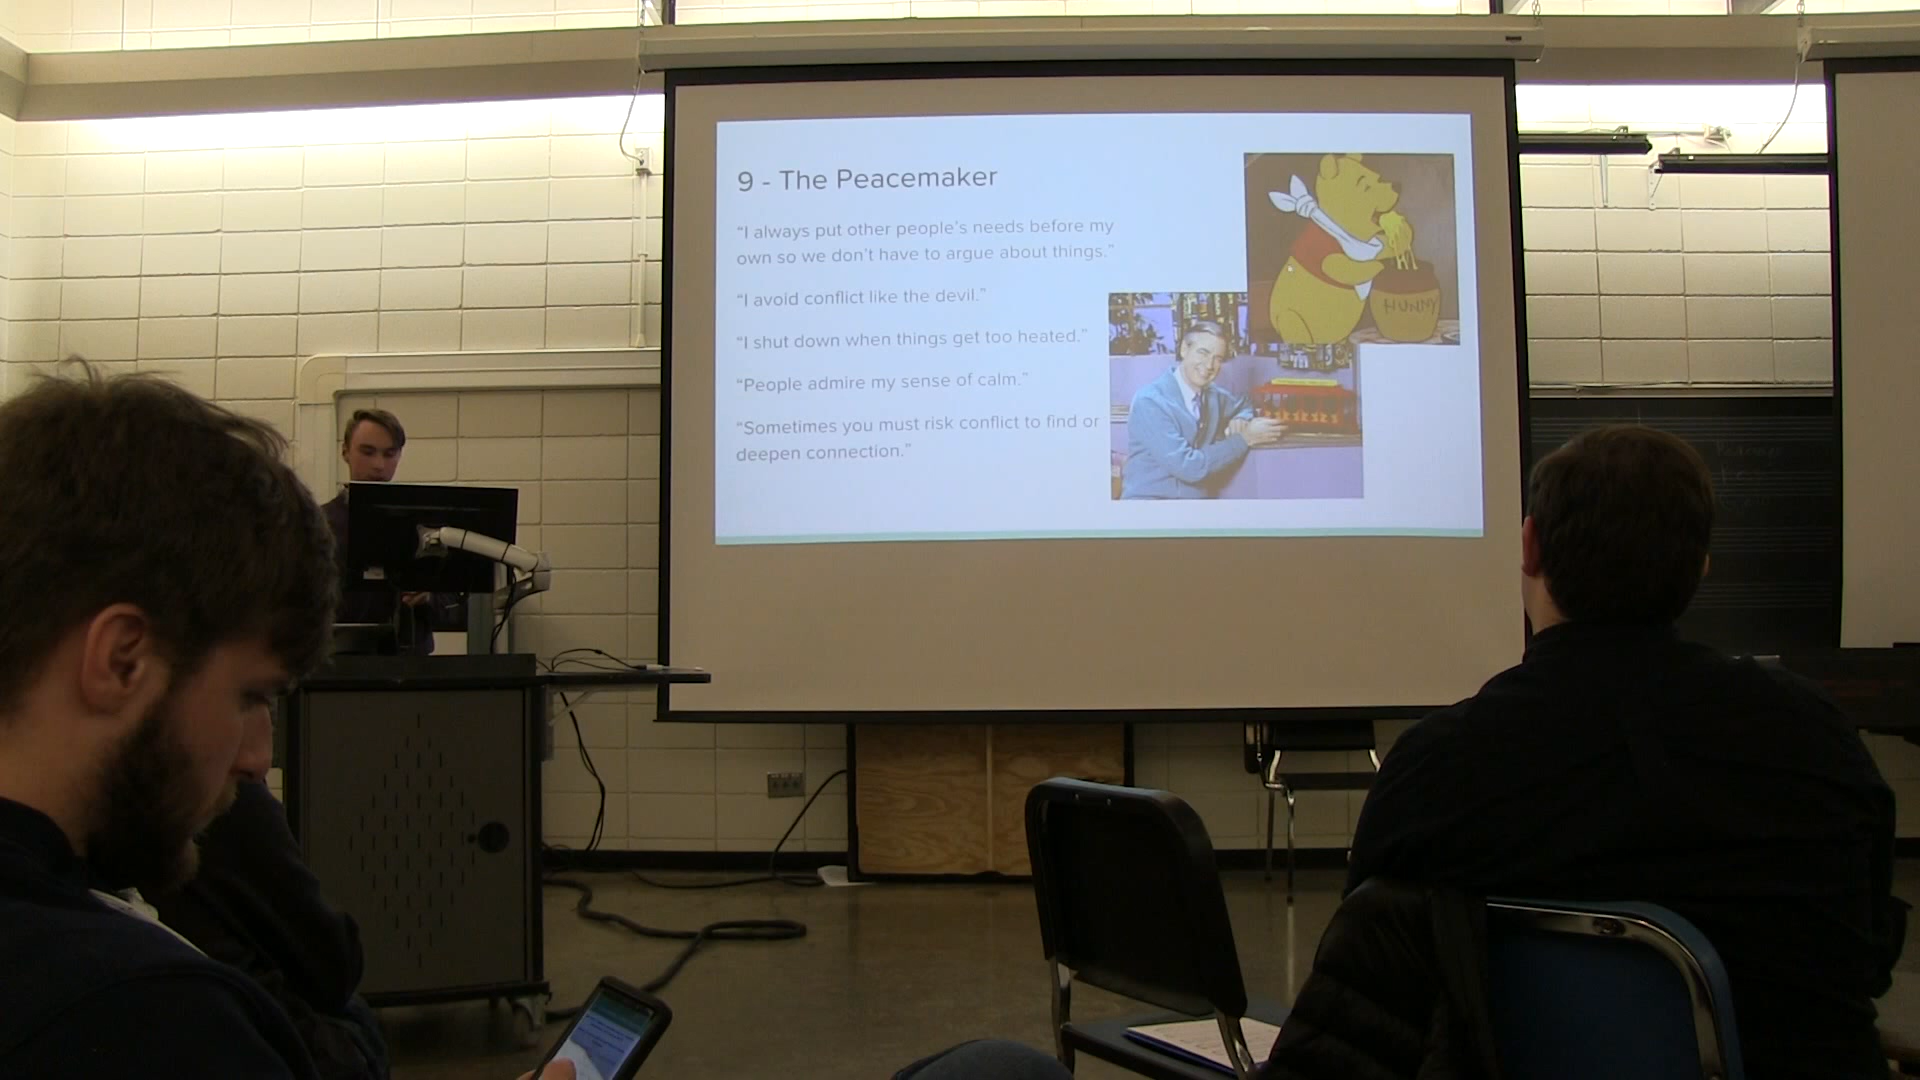 9 - The Peacemaker
“I always put other people’s needs before my
own so we don’t have to argue about things.”
“I avoid conflict like the devil.”
“I shut down when things get too heated.”
“People admire my sense of calm.”
“Sometimes you must risk conflict to find or
deepen connection.”
HUNNY